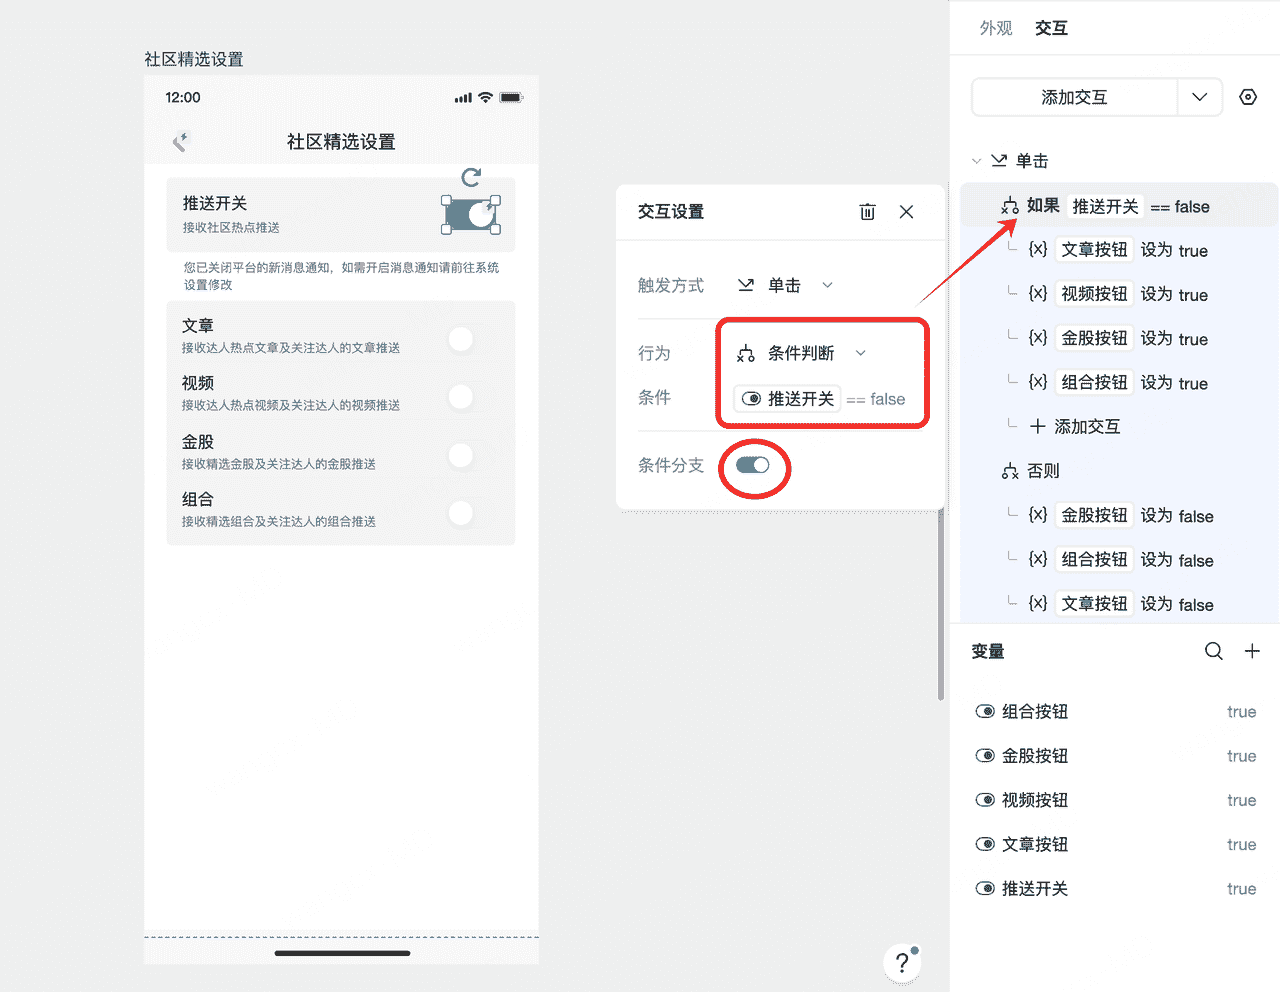 社区精选设置
12:00
社区精选设置
推送开关
接收社区热点推送
您已关闭平台的新消息通知，如需开启消息通知请前往系统
设置修改
文章
接收达人热点文章及关注达人的文章推送
视频
接收达人热点视频及关注达人的视频推送
金股
接收精选金股及关注达人的金股推送
组合
接收精选组合及关注达人的组合推送
交互设置
触发方式 单击
行为 条件判断
条件 推送开关 == false
条件分支
?
外观 交互
添加交互
单击
如果 推送开关 == false
{x} 文章按钮 设为 true
{x} 视频按钮 设为 true
{x} 金股按钮 设为 true
{x} 组合按钮 设为 true
添加交互
否则
{x} 金股按钮 设为 false
{x} 组合按钮 设为 false
{x} 文章按钮 设为 false
变量
组合按钮 true
金股按钮 true
视频按钮 true
文章按钮 true
推送开关 true